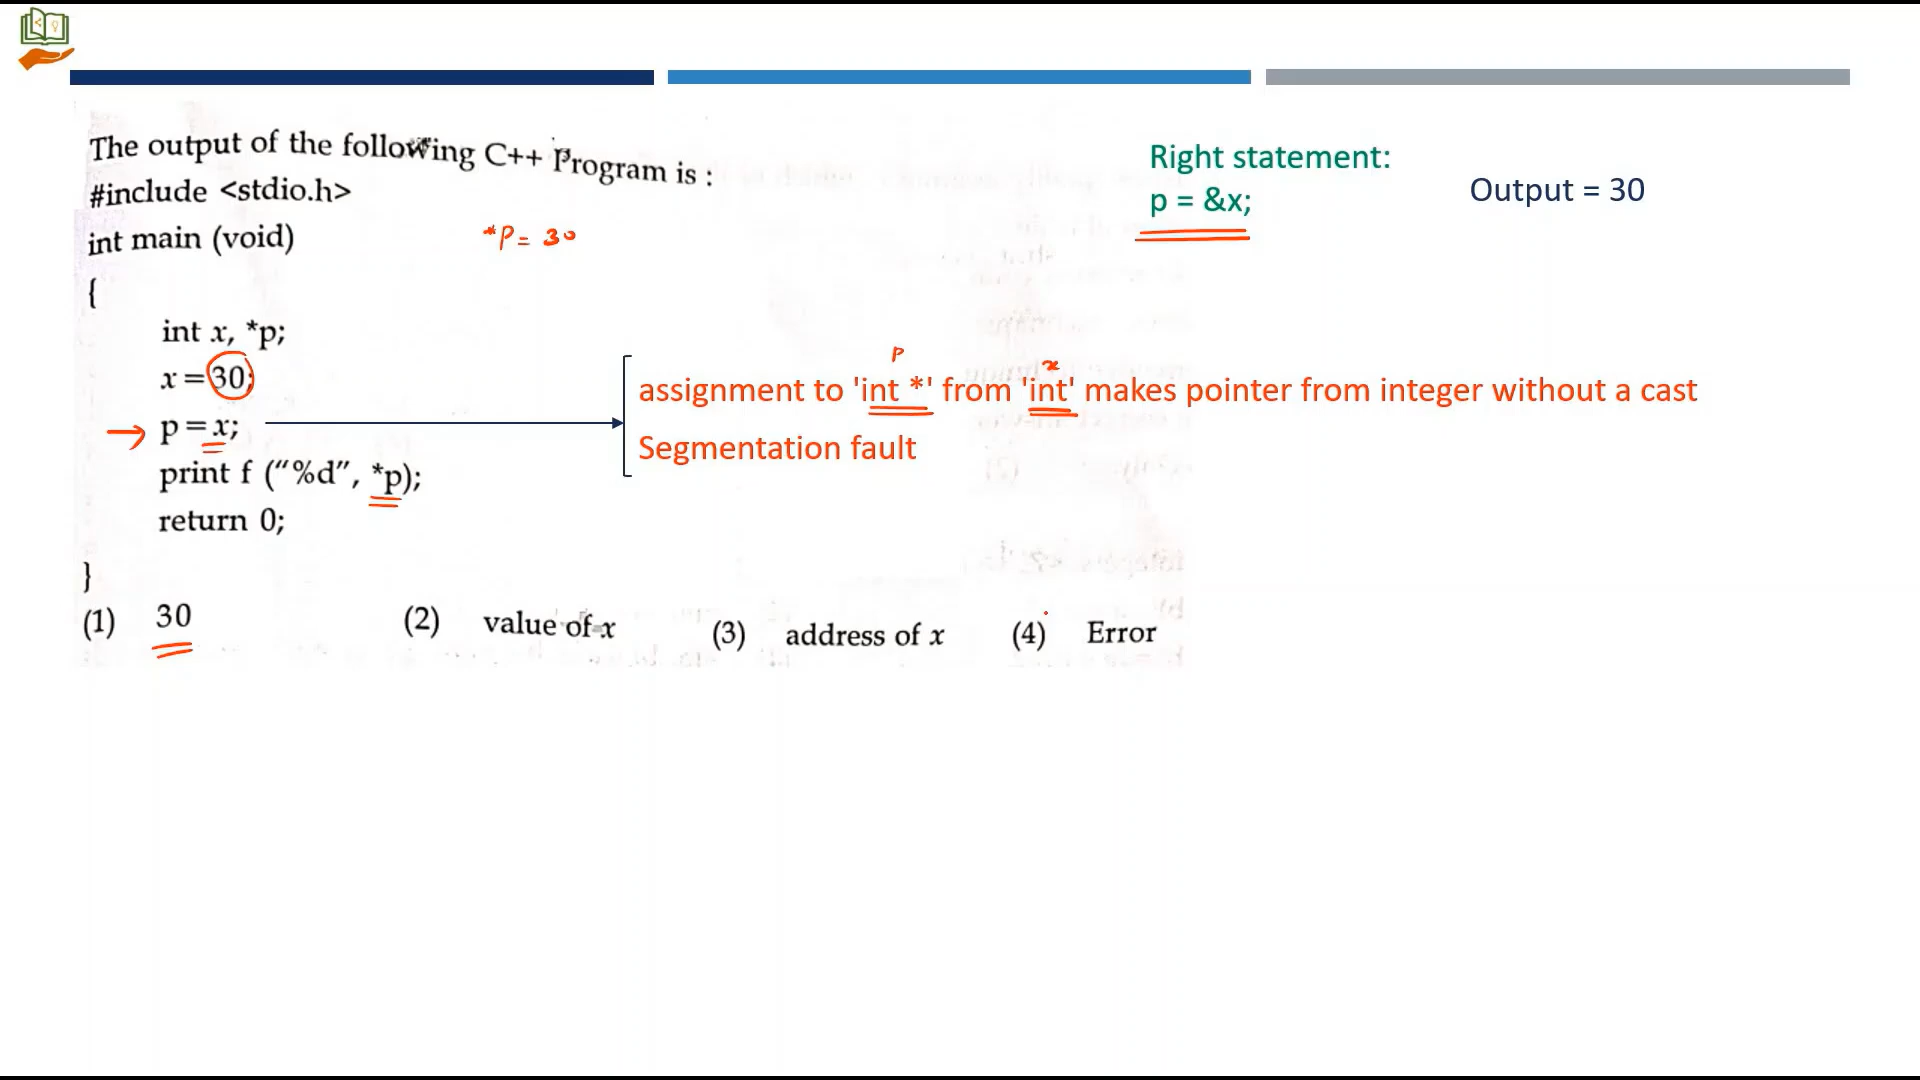 The output of the following C++ Program is :
#include <stdio.h>
int main (void)
{
int x, *p;
x = 30;
p = x;
print f ("%d", *p);
return 0;
}
(1) 30 (2) value of x (3) address of x (4) Error
*p = 30
Right statement:
p = &x;
Output = 30
p
x
assignment to 'int *' from 'int' makes pointer from integer without a cast
Segmentation fault